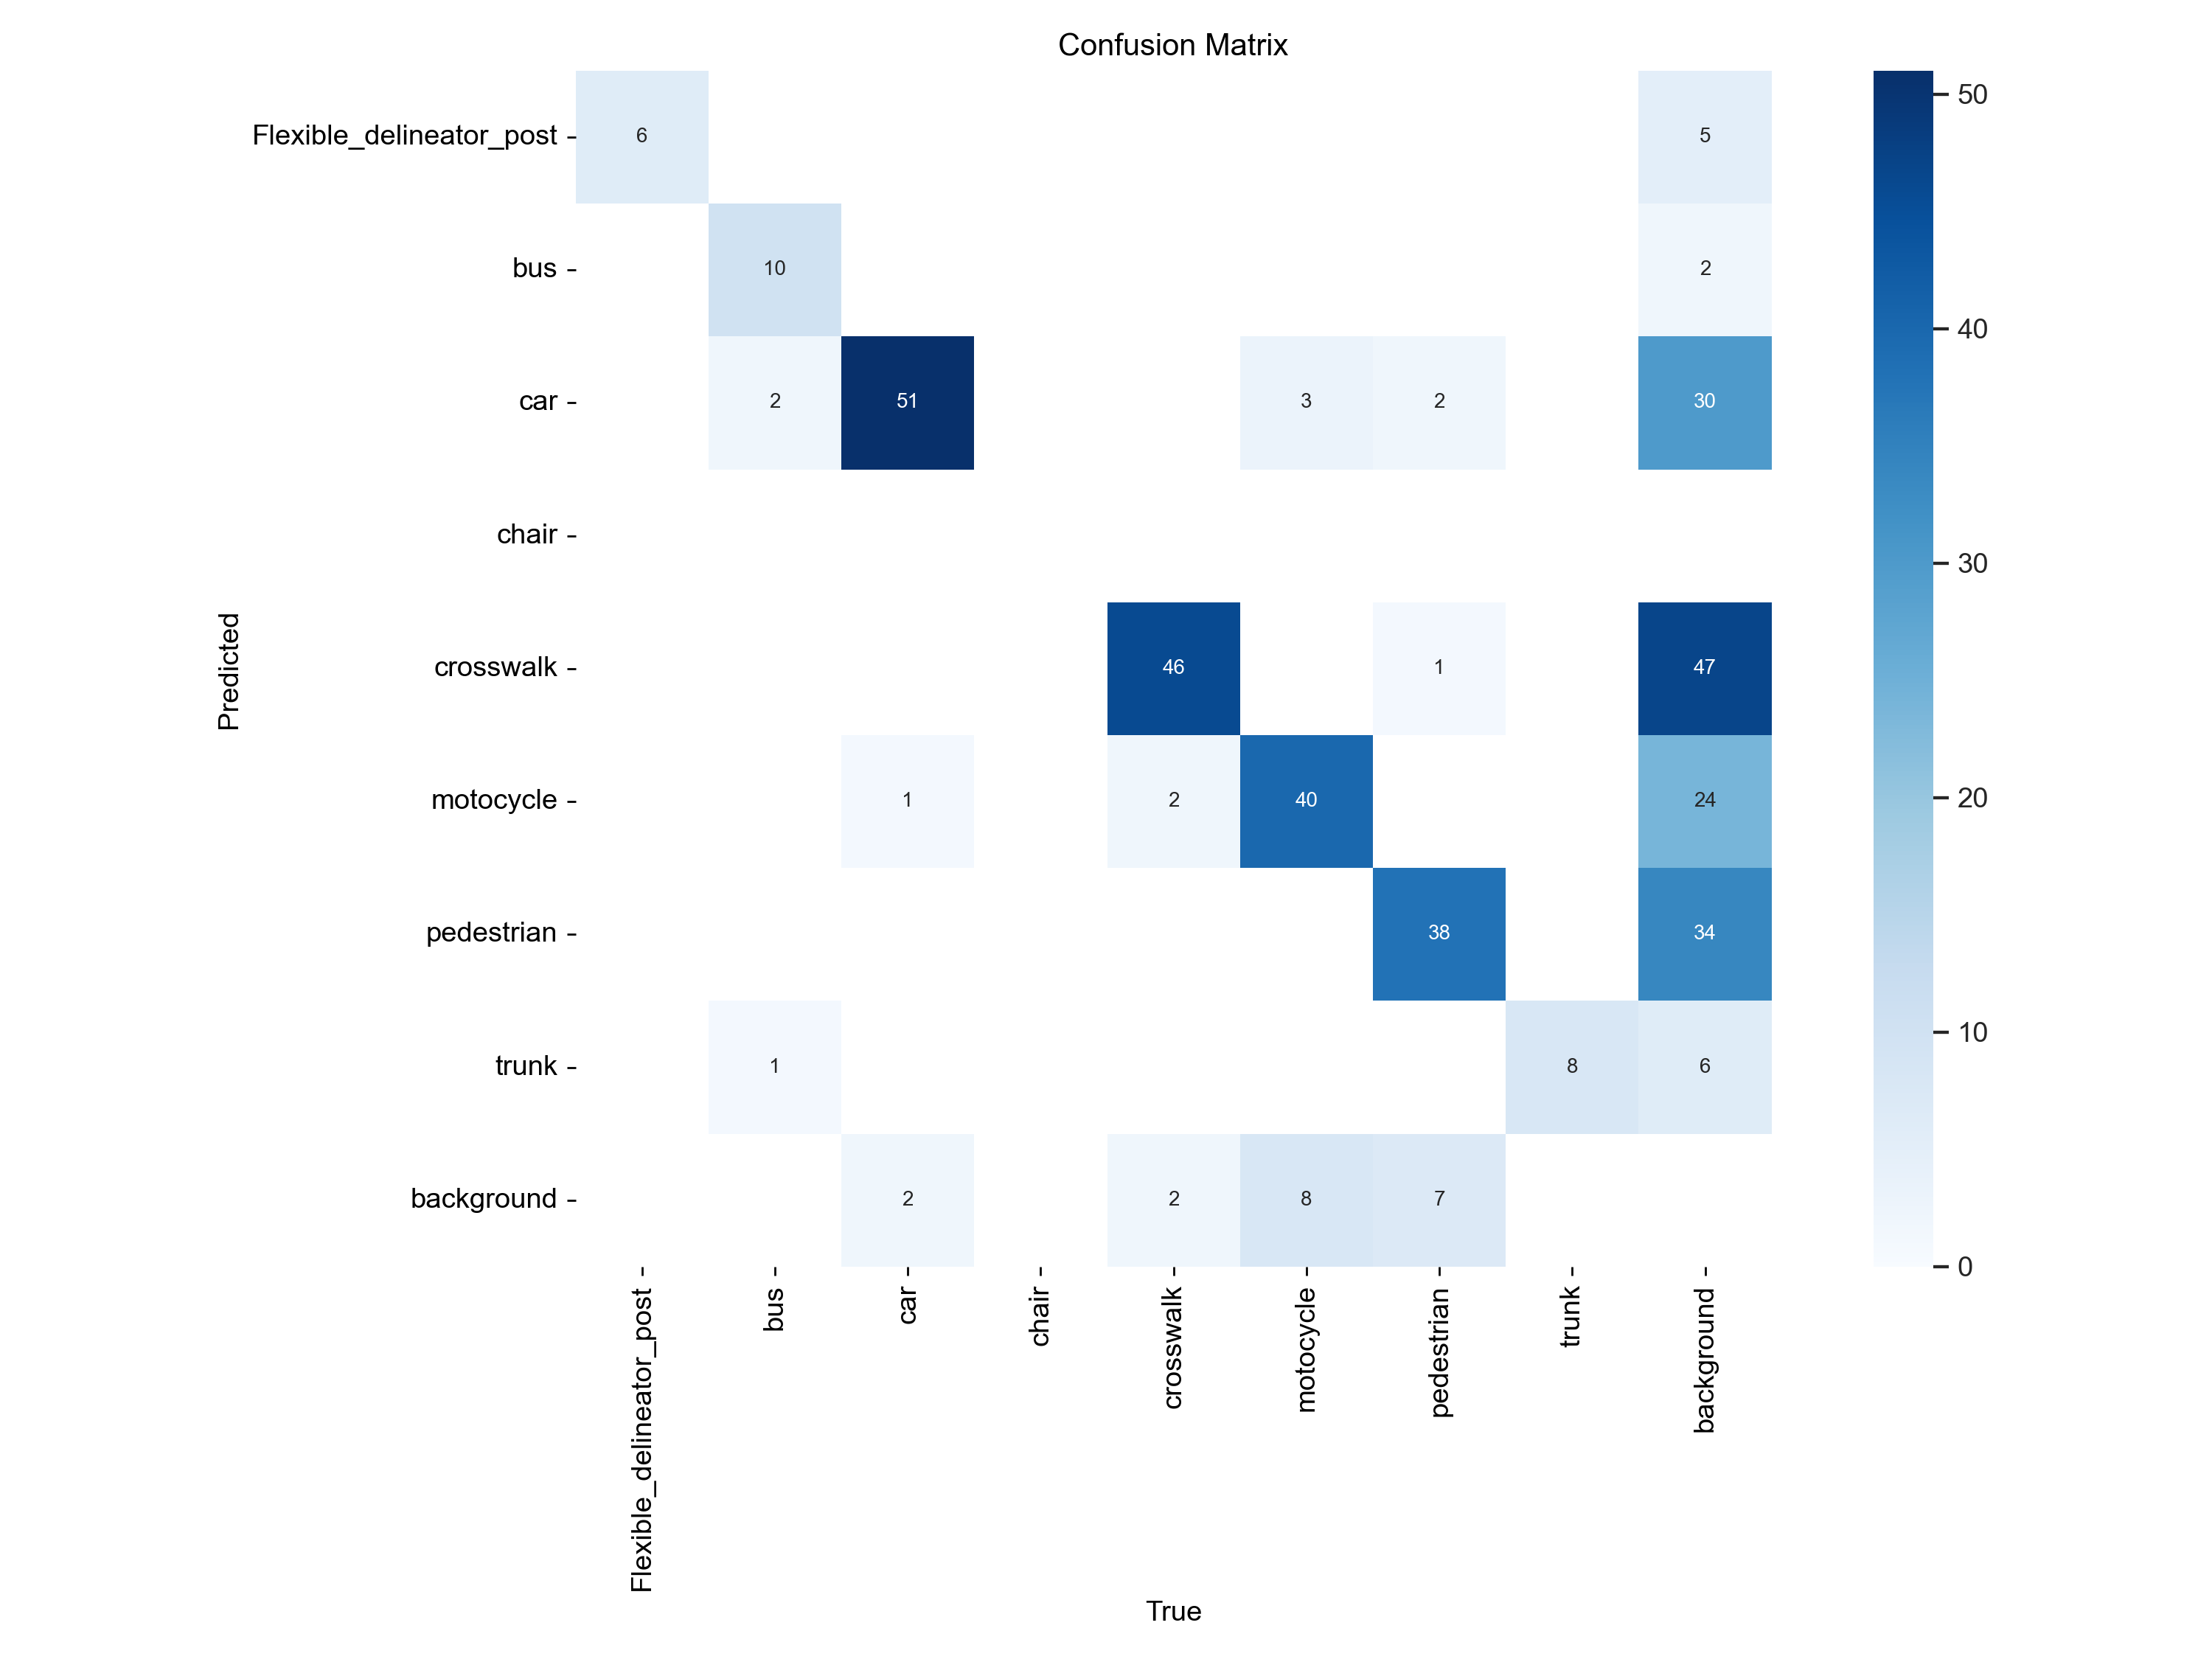 Confusion Matrix
Flexible_delineator_post
6
5
50
bus
10
2
40
car
2
51
3
2
30
chair
30
Predicted
crosswalk
46
1
47
motocycle
1
2
40
24
20
pedestrian
38
34
trunk
1
8
6
10
background
2
2
8
7
0
Flexible_delineator_post
bus
car
chair
crosswalk
motocycle
pedestrian
trunk
background
True